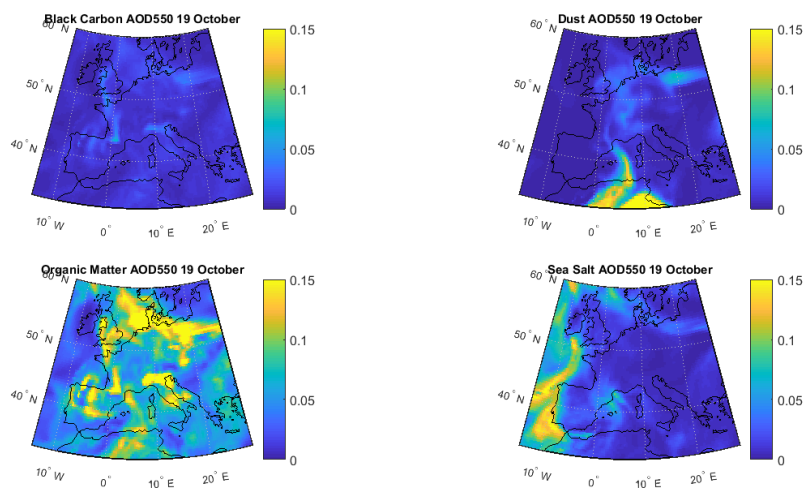 Black Carbon AOD550 19 October
60° N
50° N
40° N
10° W
0°
10° E
20° E
0.15
0.1
0.05
0
Dust AOD550 19 October
60° N
50° N
40° N
10° W
0°
10° E
20° E
0.15
0.1
0.05
0
Organic Matter AOD550 19 October
60° N
50° N
40° N
10° W
0°
10° E
20° E
0.15
0.1
0.05
0
Sea Salt AOD550 19 October
60° N
50° N
40° N
10° W
0°
10° E
20° E
0.15
0.1
0.05
0